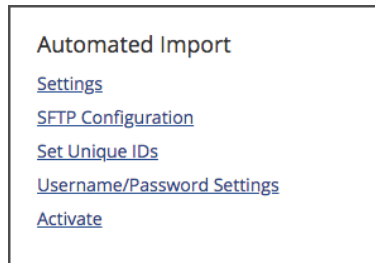 Automated Import
Settings
SFTP Configuration
Set Unique IDs
Username/Password Settings
Activate